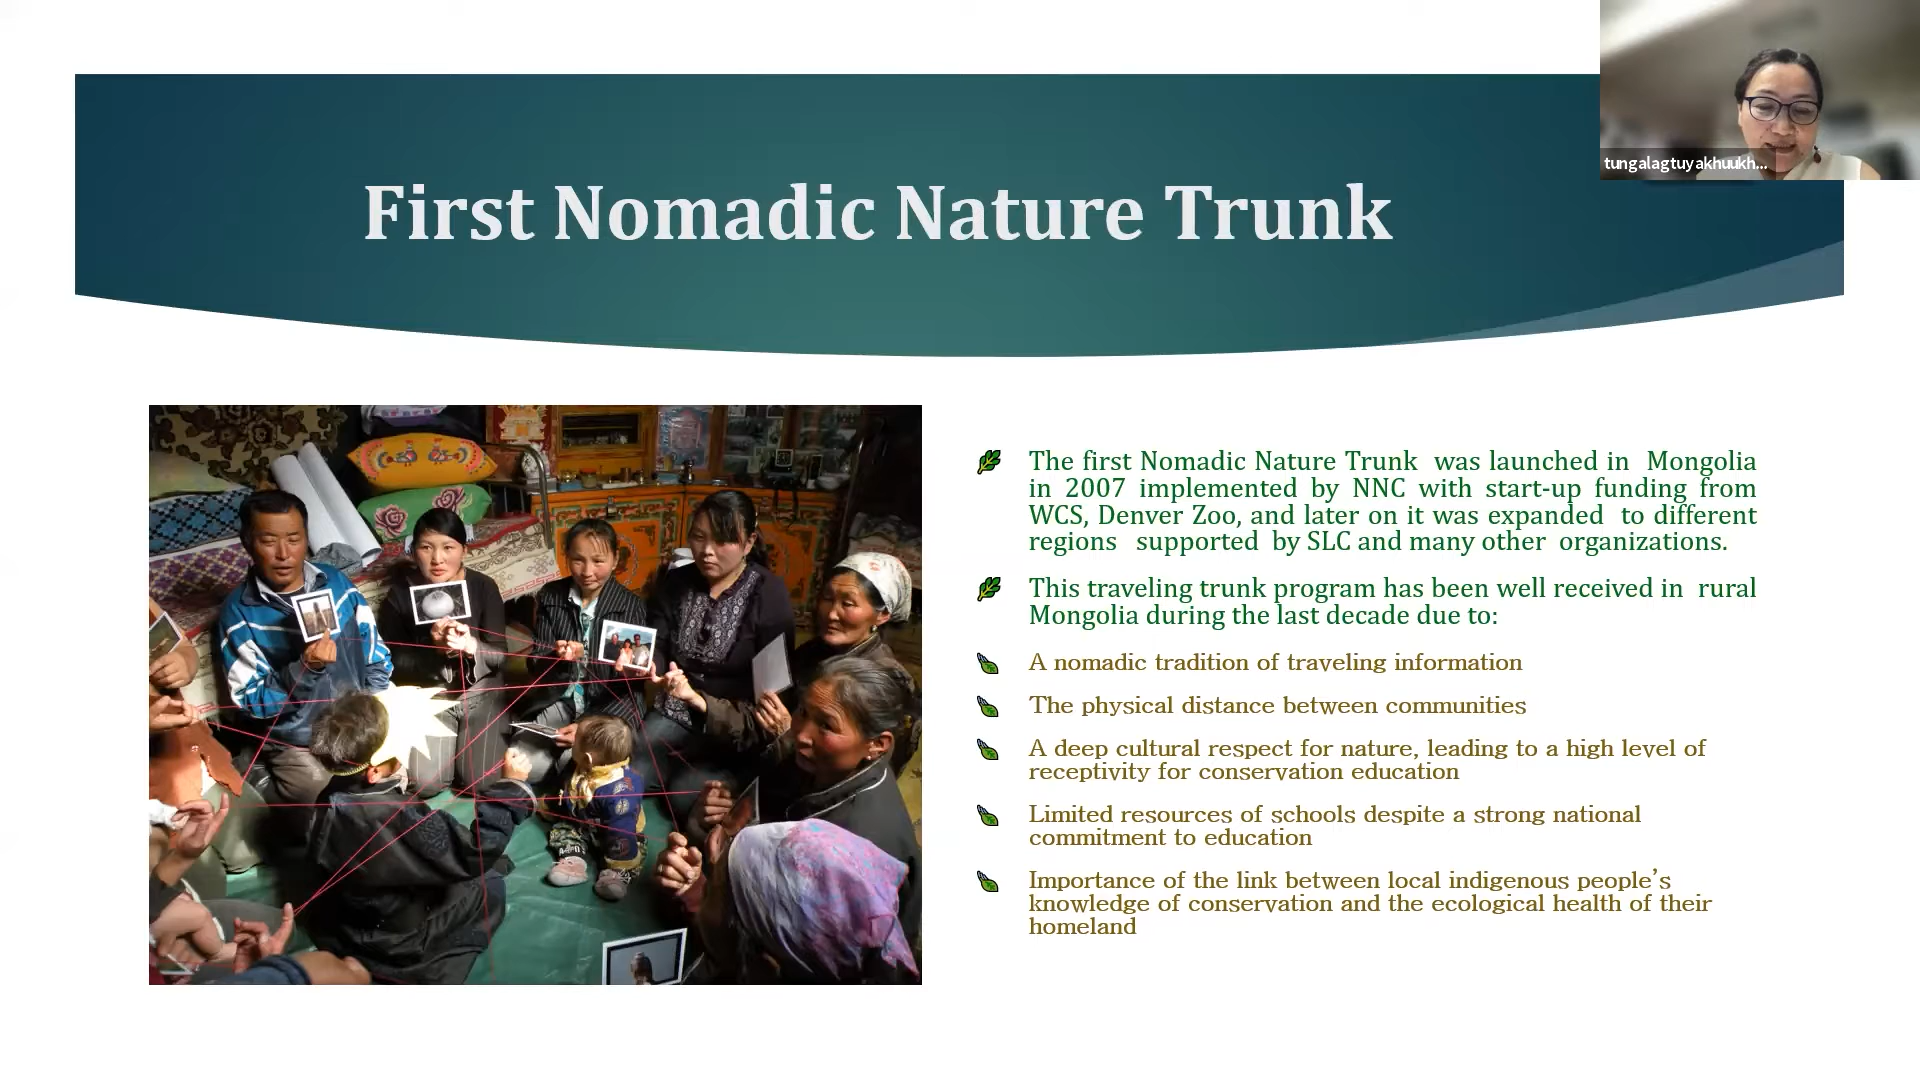 tungalagtuyakhuukh...
First Nomadic Nature Trunk
The first Nomadic Nature Trunk was launched in Mongolia
in 2007 implemented by NNC with start-up funding from
WCS, Denver Zoo, and later on it was expanded to different
regions supported by SLC and many other organizations.
This traveling trunk program has been well received in rural
Mongolia during the last decade due to:
A nomadic tradition of traveling information
The physical distance between communities
A deep cultural respect for nature, leading to a high level of
receptivity for conservation education
Limited resources of schools despite a strong national
commitment to education
Importance of the link between local indigenous people’s
knowledge of conservation and the ecological health of their
homeland